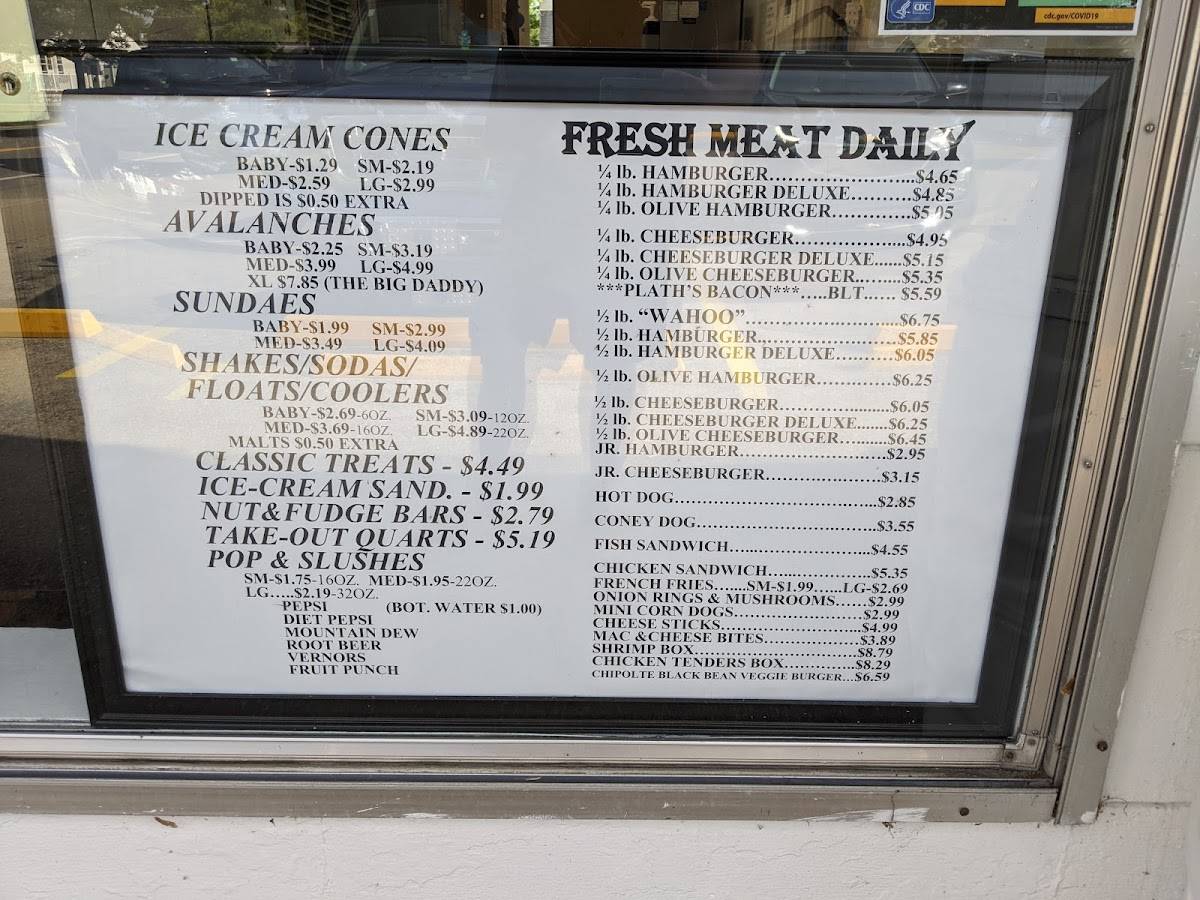 CDC
cdc.gov/COVID19
ICE CREAM CONES
BABY-$1.29 SM-$2.19
MED-$2.59 LG-$2.99
DIPPED IS $0.50 EXTRA
AVALANCHES
BABY-$2.25 SM-$3.19
MED-$3.99 LG-$4.99
XL $7.85 (THE BIG DADDY)
SUNDAES
BABY-$1.99 SM-$2.99
MED-$3.49 LG-$4.09
SHAKES/SODAS/
FLOATS/COOLERS
BABY-$2.69-6OZ. SM-$3.09-12OZ.
MED-$3.69-16OZ. LG-$4.89-22OZ.
MALTS $0.50 EXTRA
CLASSIC TREATS - $4.49
ICE-CREAM SAND. - $1.99
NUT&FUDGE BARS - $2.79
TAKE-OUT QUARTS - $5.19
POP & SLUSHES
SM-$1.75-16OZ. MED-$1.95-22OZ.
LG.....$2.19-32OZ.
PEPSI (BOT. WATER $1.00)
DIET PEPSI
MOUNTAIN DEW
ROOT BEER
VERNORS
FRUIT PUNCH
FRESH MEAT DAILY
¼ lb. HAMBURGER........................$4.65
¼ lb. HAMBURGER DELUXE..........$4.85
¼ lb. OLIVE HAMBURGER.............$5.05
¼ lb. CHEESEBURGER...................$4.95
¼ lb. CHEESEBURGER DELUXE......$5.15
¼ lb. OLIVE CHEESEBURGER........$5.35
***PLATH'S BACON***.....BLT...... $5.59
½ lb. “WAHOO”..........................$6.75
½ lb. HAMBURGER.......................$5.85
½ lb. HAMBURGER DELUXE..........$6.05
½ lb. OLIVE HAMBURGER.............$6.25
½ lb. CHEESEBURGER...................$6.05
½ lb. CHEESEBURGER DELUXE.......$6.25
½ lb. OLIVE CHEESEBURGER........$6.45
JR. HAMBURGER........................$2.95
JR. CHEESEBURGER....................$3.15
HOT DOG...................................$2.85
CONEY DOG...............................$3.55
FISH SANDWICH........................$4.55
CHICKEN SANDWICH..................$5.35
FRENCH FRIES......SM-$1.99......LG-$2.69
ONION RINGS & MUSHROOMS......$2.99
MINI CORN DOGS.......................$2.99
CHEESE STICKS..........................$4.99
MAC &CHEESE BITES..................$3.89
SHRIMP BOX..............................$8.79
CHICKEN TENDERS BOX.............$8.29
CHIPOLTE BLACK BEAN VEGGIE BURGER...$6.59